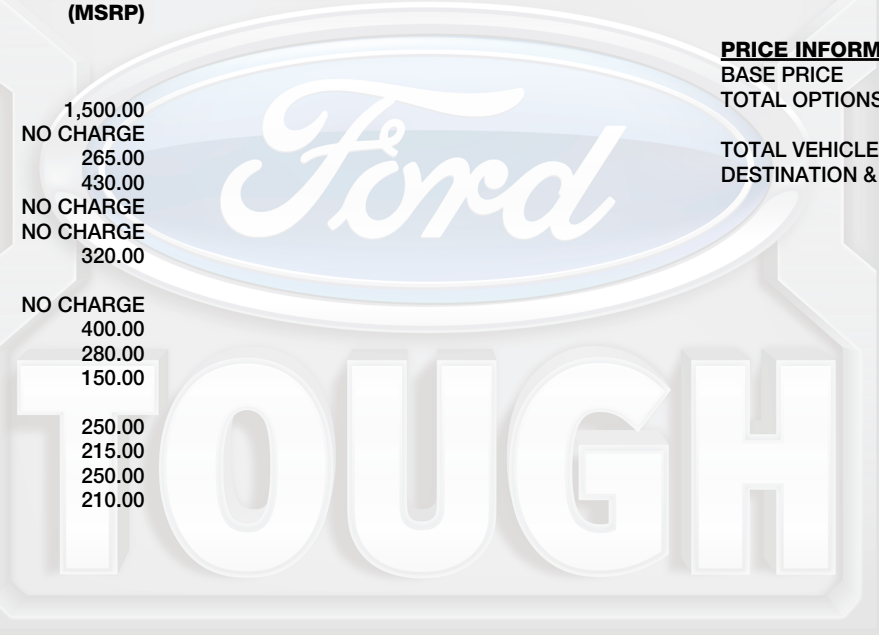 (MSRP)
1,500.00
NO CHARGE
265.00
430.00
NO CHARGE
NO CHARGE
320.00
NO CHARGE
400.00
280.00
150.00
250.00
215.00
250.00
210.00
PRICE INFORM
BASE PRICE
TOTAL OPTIONS
TOTAL VEHICLE
DESTINATION &
Ford
TOUGH